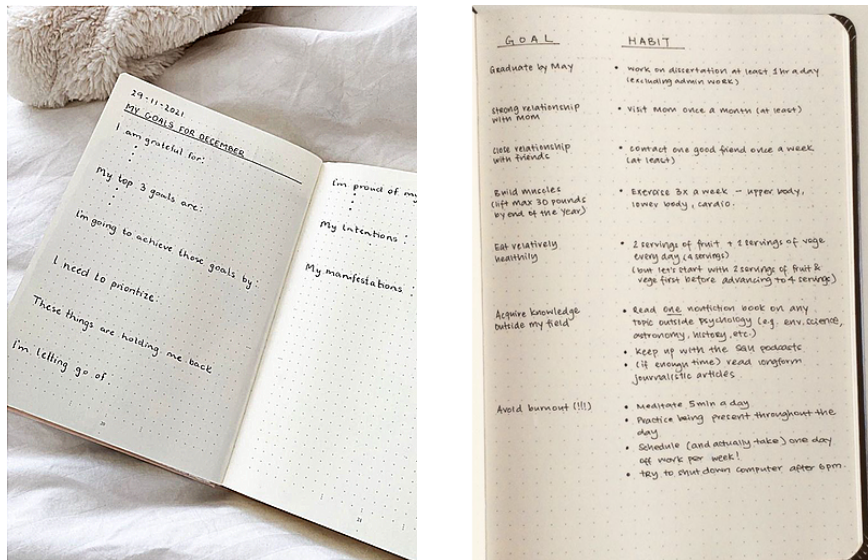 29-11-2021
MY GOALS FOR DECEMBER
I am grateful for:
My top 3 goals are:
I'm going to achieve those goals by:
I need to prioritize:
These things are holding me back
I'm letting go of
20
I'm proud of my
My Intentions:
My manifestations:
21
GOAL
HABIT
Graduate by May
• work on dissertation at least 1 hr a day
(excluding admin work)
strong relationship
with mom
• visit Mom once a month (at least)
close relationship
with friends
• contact one good friend once a week
(at least)
Build muscles
(lift max 30 pounds
by end of the year)
• Exercise 3x a week – upper body,
lower body, cardio.
Eat relatively
healthily
• 2 servings of fruit + 2 servings of vege
every day (4 servings)
(but let's start with 2 servings of fruit &
vege first before advancing to 4 servings)
Acquire knowledge
outside my field
• Read one nonfiction book on any
topic outside psychology (e.g. env. science,
astronomy, history, etc.)
• Keep up with the podcasts
• (if enough time) read longform
journalistic articles
Avoid burnout (!!!)
• Meditate 5 min a day
• Practice being present throughout the
day
• Schedule (and actually take) one day
off work per week!
• try to shut down computer after 6pm.